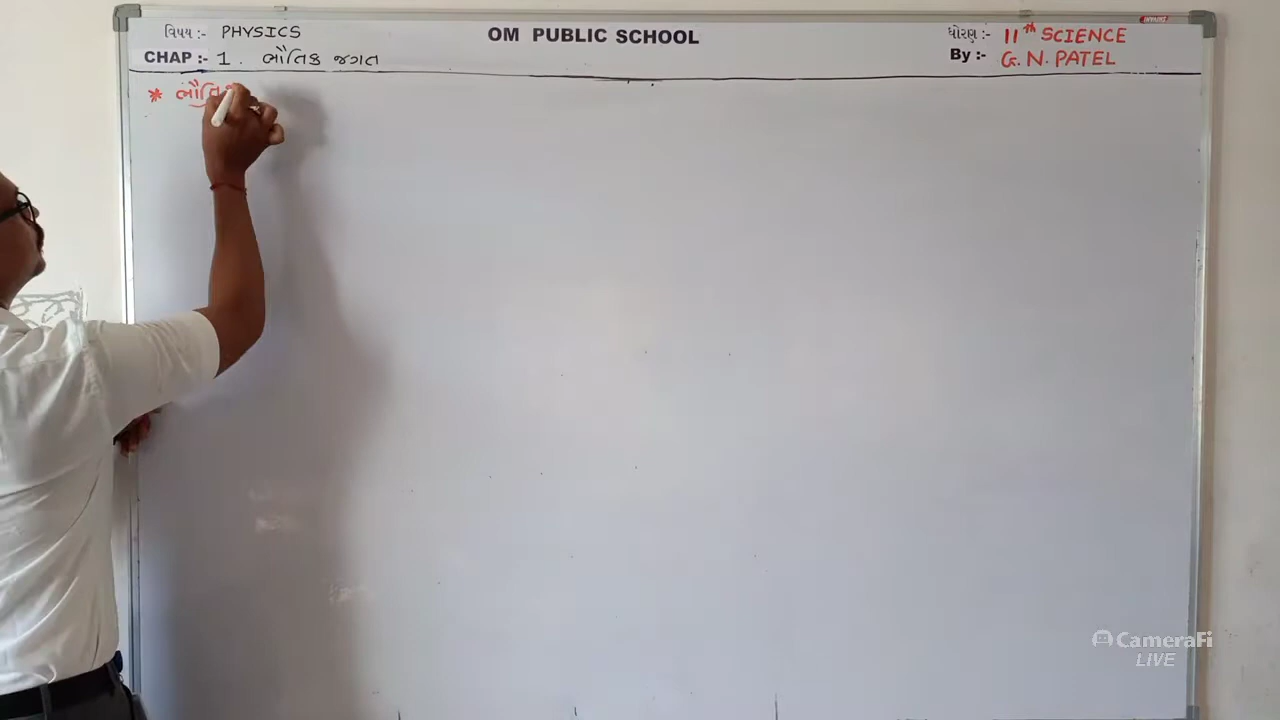 વિષય :- PHYSICS
OM PUBLIC SCHOOL
ધોરણ :- 11th SCIENCE
CHAP :- 1. ભૌતિક જગત
By :- G. N. PATEL
* ભૌતિક
CameraFi
LIVE